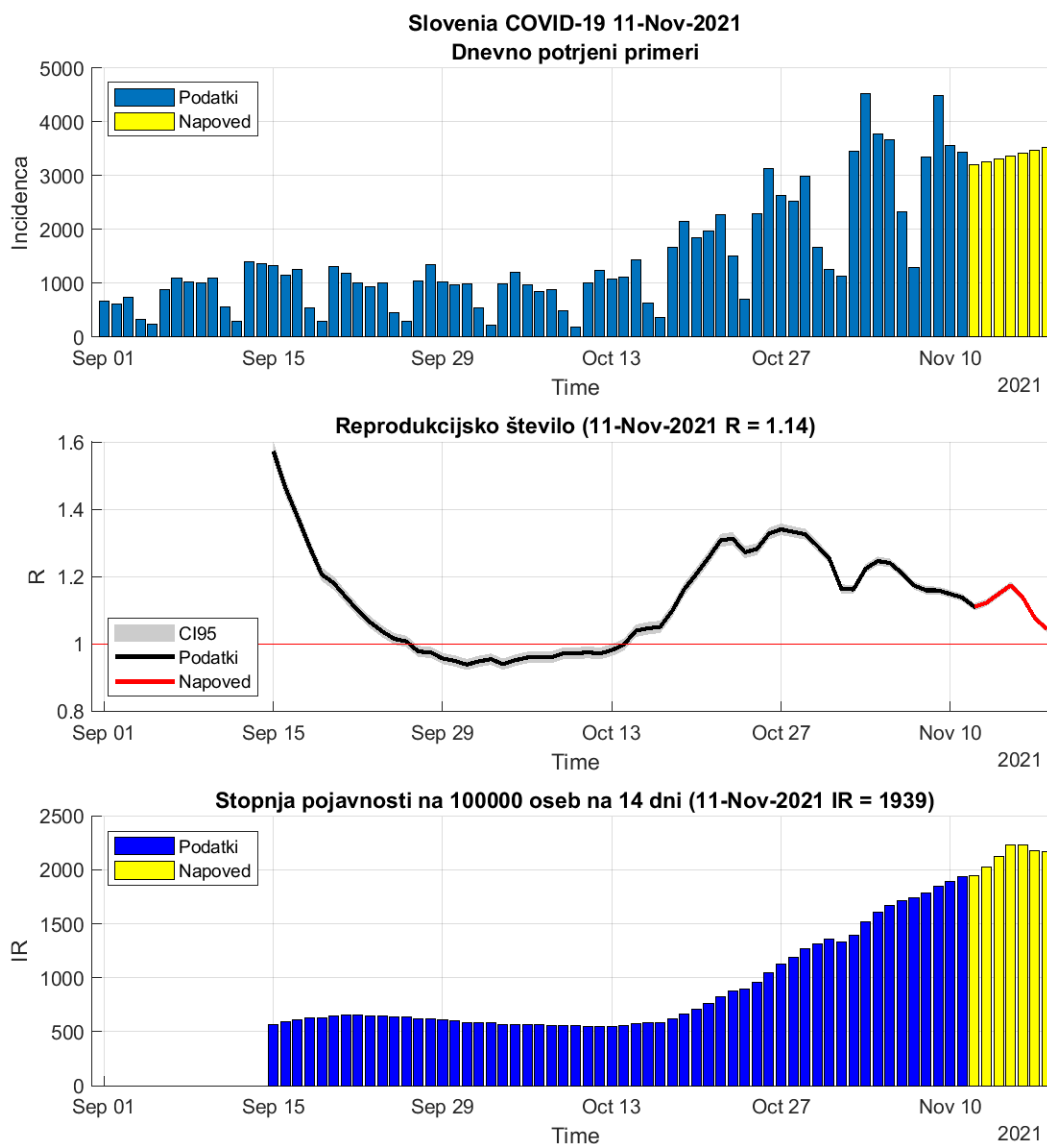 Slovenia COVID-19 11-Nov-2021
Dnevno potrjeni primeri
5000
4000
3000
2000
1000
0
Incidenca
Podatki
Napoved
Sep 01
Sep 15
Sep 29
Oct 13
Oct 27
Nov 10
Time
2021
Reprodukcijsko število (11-Nov-2021 R = 1.14)
1.6
1.4
1.2
1
0.8
R
CI95
Podatki
Napoved
Sep 01
Sep 15
Sep 29
Oct 13
Oct 27
Nov 10
Time
2021
Stopnja pojavnosti na 100000 oseb na 14 dni (11-Nov-2021 IR = 1939)
2500
2000
1500
1000
500
0
IR
Podatki
Napoved
Sep 01
Sep 15
Sep 29
Oct 13
Oct 27
Nov 10
Time
2021